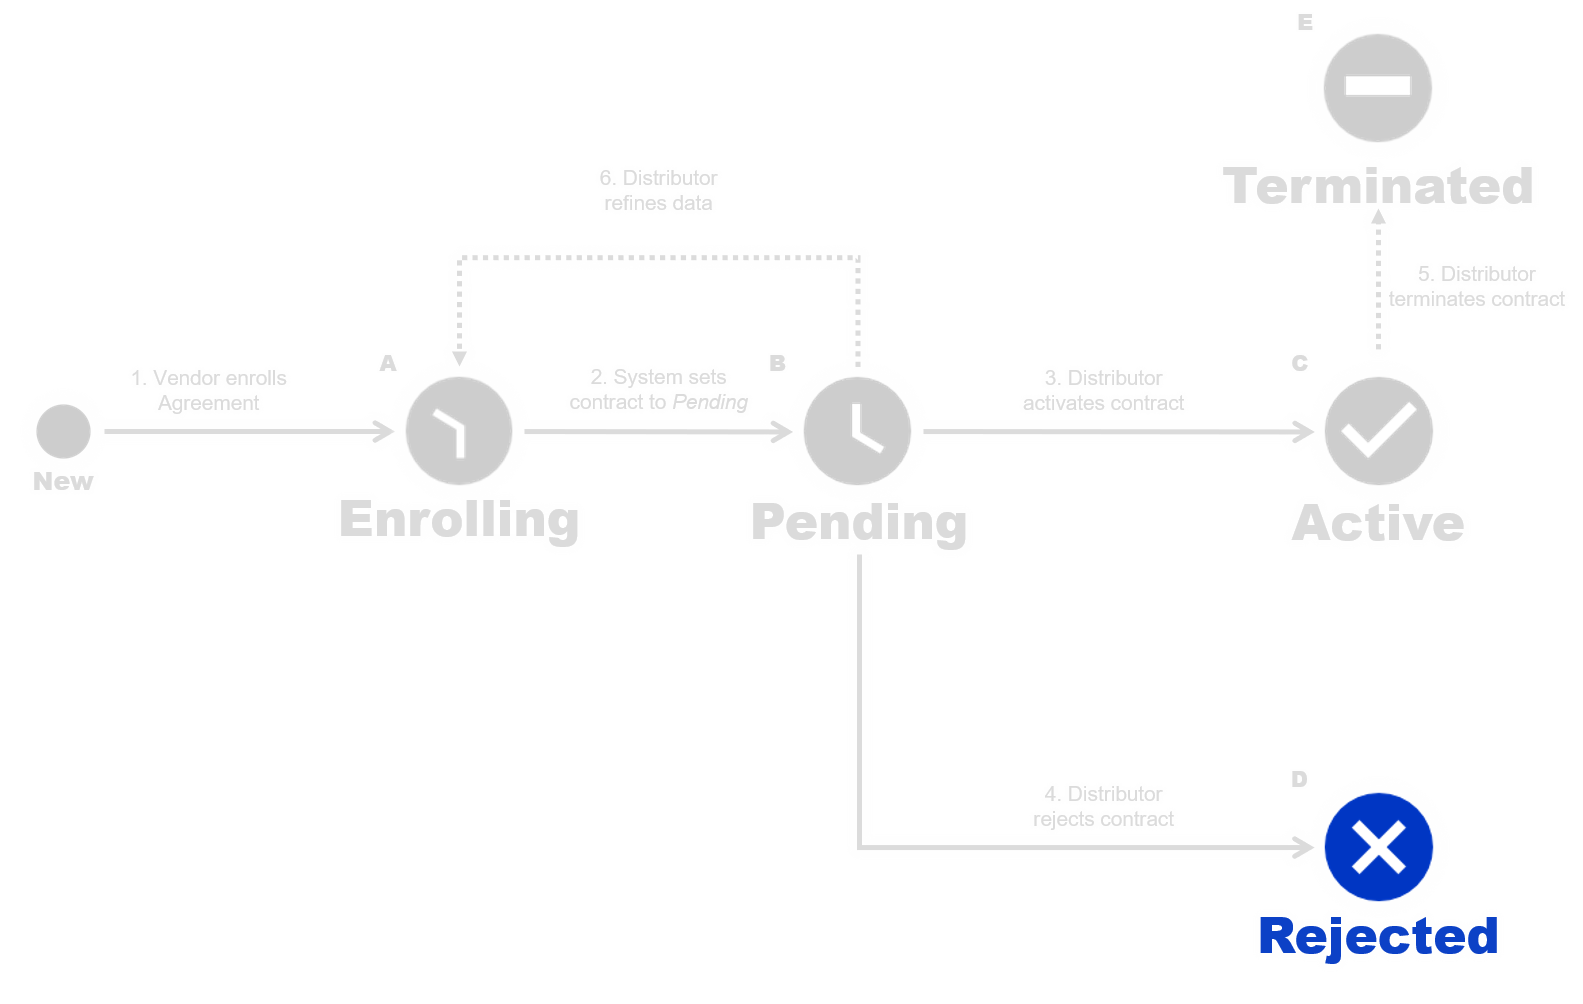 E
Terminated
6. Distributor
refines data
5. Distributor
terminates contract
A
B
C
1. Vendor enrolls
Agreement
2. System sets
contract to Pending
3. Distributor
activates contract
New
Enrolling
Pending
Active
D
4. Distributor
rejects contract
Rejected